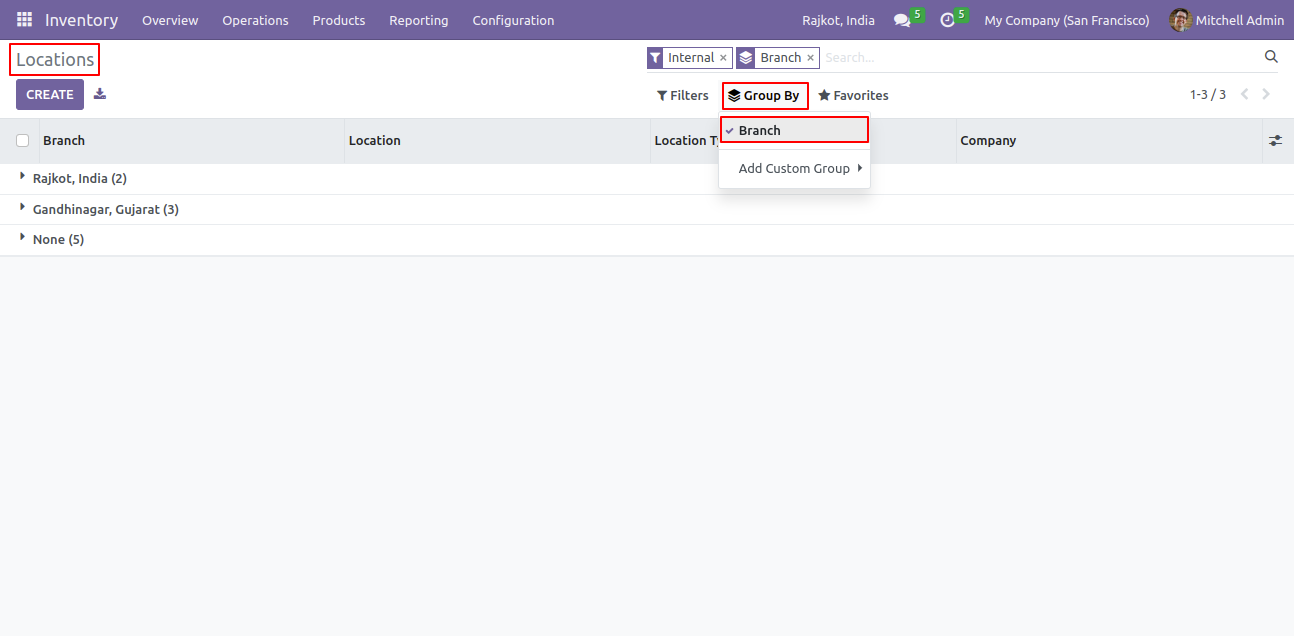 Inventory Overview Operations Products Reporting Configuration Rajkot, India 5 5 My Company (San Francisco) Mitchell Admin
Locations Internal × Branch × Search...
CREATE Filters Group By Favorites 1-3 / 3
Branch
Add Custom Group
Branch Location Location Ty Company
Rajkot, India (2)
Gandhinagar, Gujarat (3)
None (5)